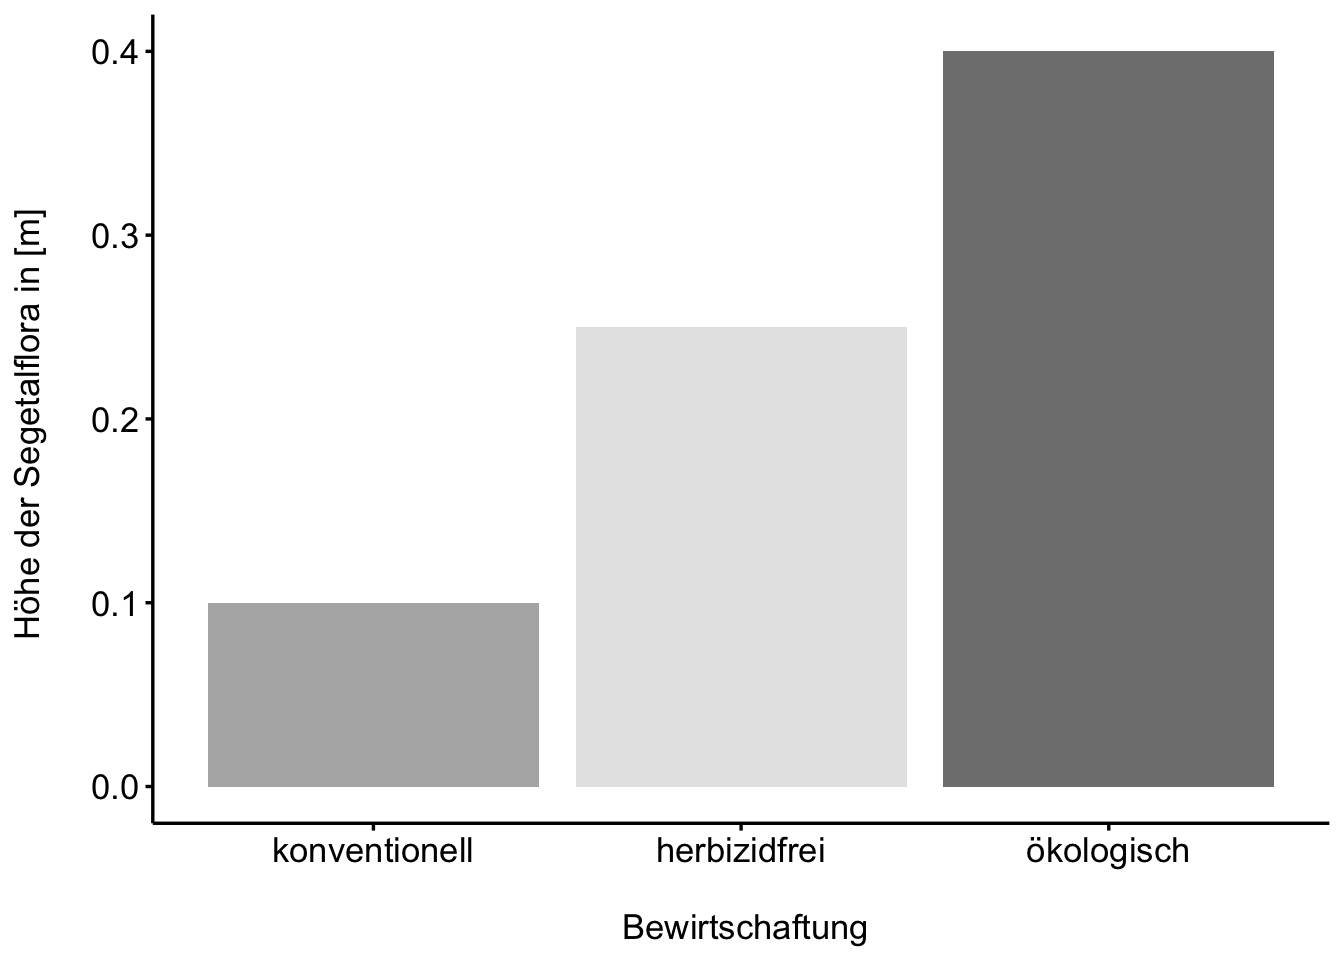 Höhe der Segetalflora in [m]
0.4
0.3
0.2
0.1
0.0
konventionell herbizidfrei ökologisch
Bewirtschaftung